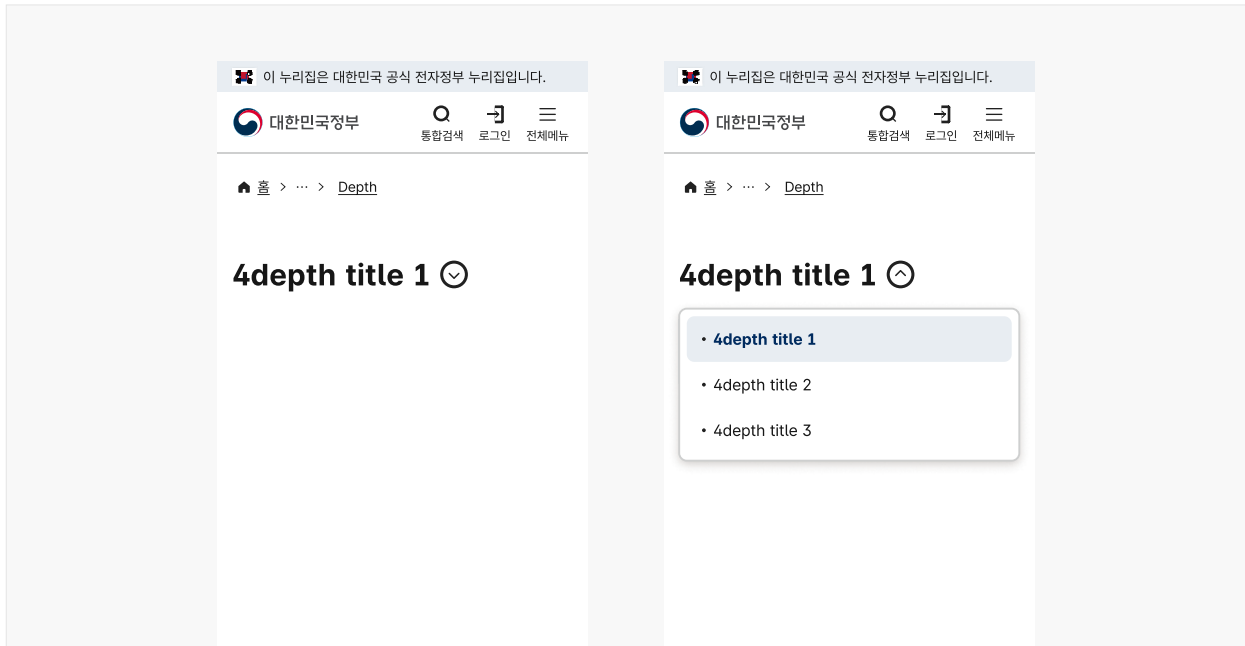 이 누리집은 대한민국 공식 전자정부 누리집입니다.
대한민국정부
통합검색 로그인 전체메뉴
홈 > ··· > Depth
4depth title 1
이 누리집은 대한민국 공식 전자정부 누리집입니다.
대한민국정부
통합검색 로그인 전체메뉴
홈 > ··· > Depth
4depth title 1
• 4depth title 1
• 4depth title 2
• 4depth title 3